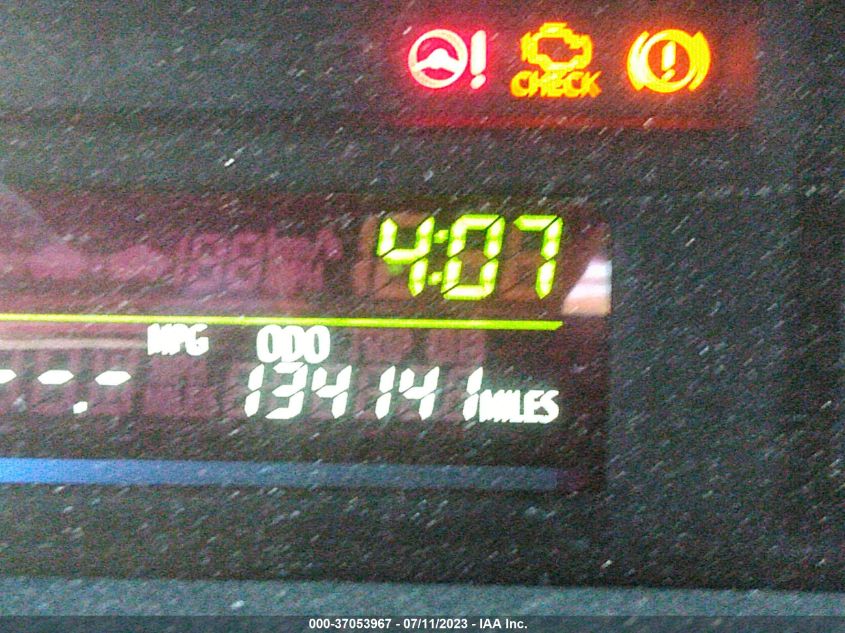 !
CHECK
!
4:07
MPG ODO
--.- 134141 MILES
000-37053967 - 07/11/2023 - IAA Inc.